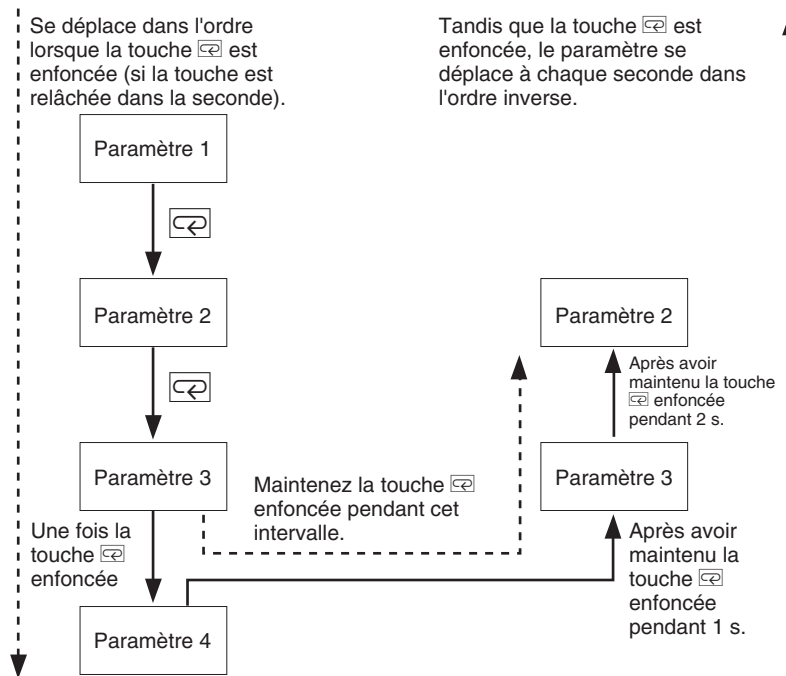 Se déplace dans l'ordre
lorsque la touche est
enfoncée (si la touche est
relâchée dans la seconde).
Tandis que la touche est
enfoncée, le paramètre se
déplace à chaque seconde dans
l'ordre inverse.
Paramètre 1
Paramètre 2
Paramètre 2
Après avoir
maintenu la touche
enfoncée
pendant 2 s.
Paramètre 3
Maintenez la touche
enfoncée pendant cet
intervalle.
Paramètre 3
Une fois la
touche
enfoncée
Après avoir
maintenu la
touche
enfoncée
pendant 1 s.
Paramètre 4